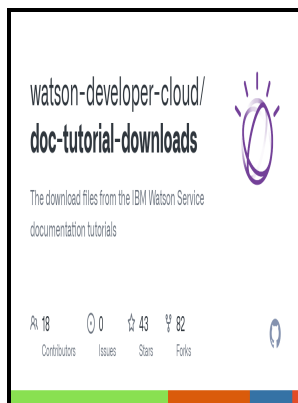 watson-developer-cloud/
doc-tutorial-downloads
The download files from the IBM Watson Service
documentation tutorials
18 0 43 82
Contributors Issues Stars Forks